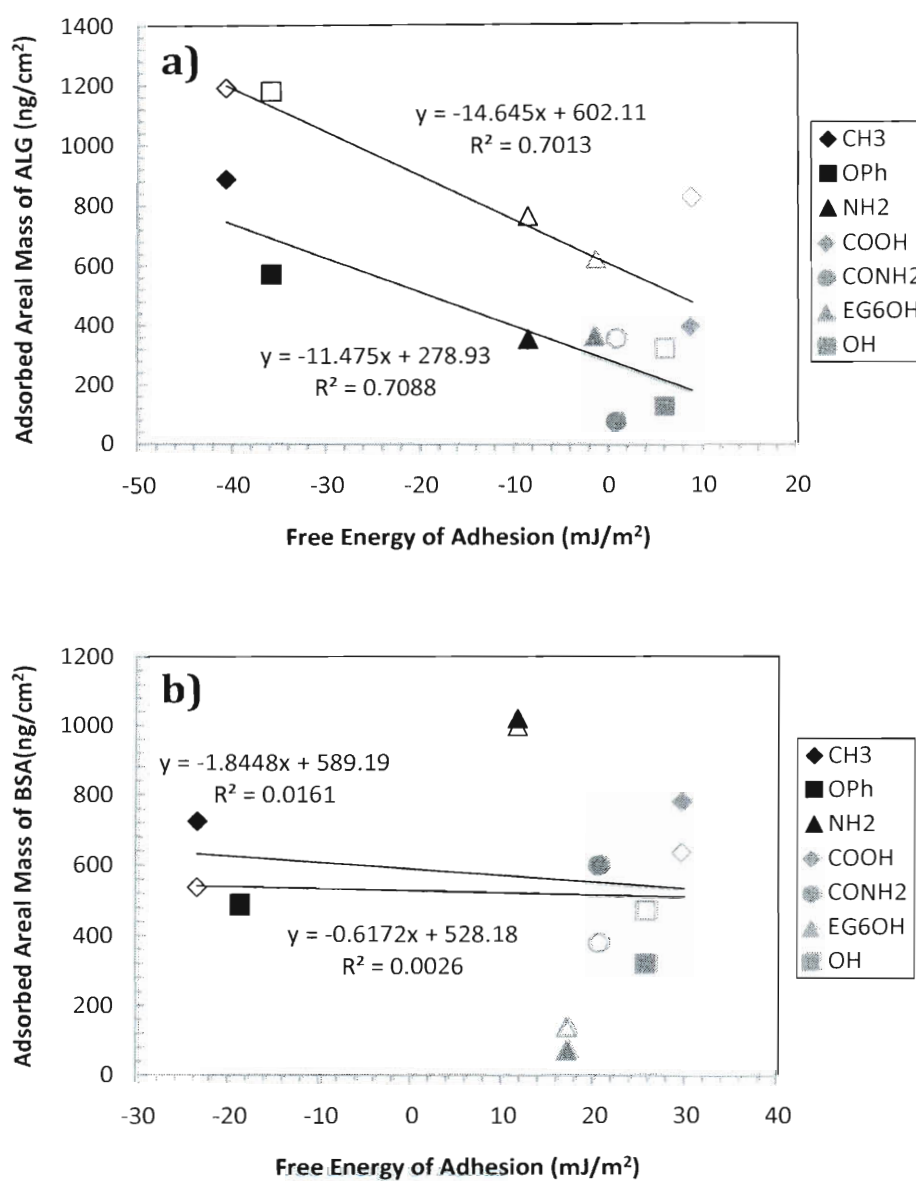 a)
Adsorbed Areal Mass of ALG (ng/cm²)
1400
1200
1000
800
600
400
200
0
y = -14.645x + 602.11
R² = 0.7013
y = -11.475x + 278.93
R² = 0.7088
-50 -40 -30 -20 -10 0 10 20
Free Energy of Adhesion (mJ/m²)
CH3
OPh
NH2
COOH
CONH2
EG6OH
OH
b)
Adsorbed Areal Mass of BSA(ng/cm²)
1200
1000
800
600
400
200
0
y = -1.8448x + 589.19
R² = 0.0161
y = -0.6172x + 528.18
R² = 0.0026
-30 -20 -10 0 10 20 30 40
Free Energy of Adhesion (mJ/m²)
CH3
OPh
NH2
COOH
CONH2
EG6OH
OH